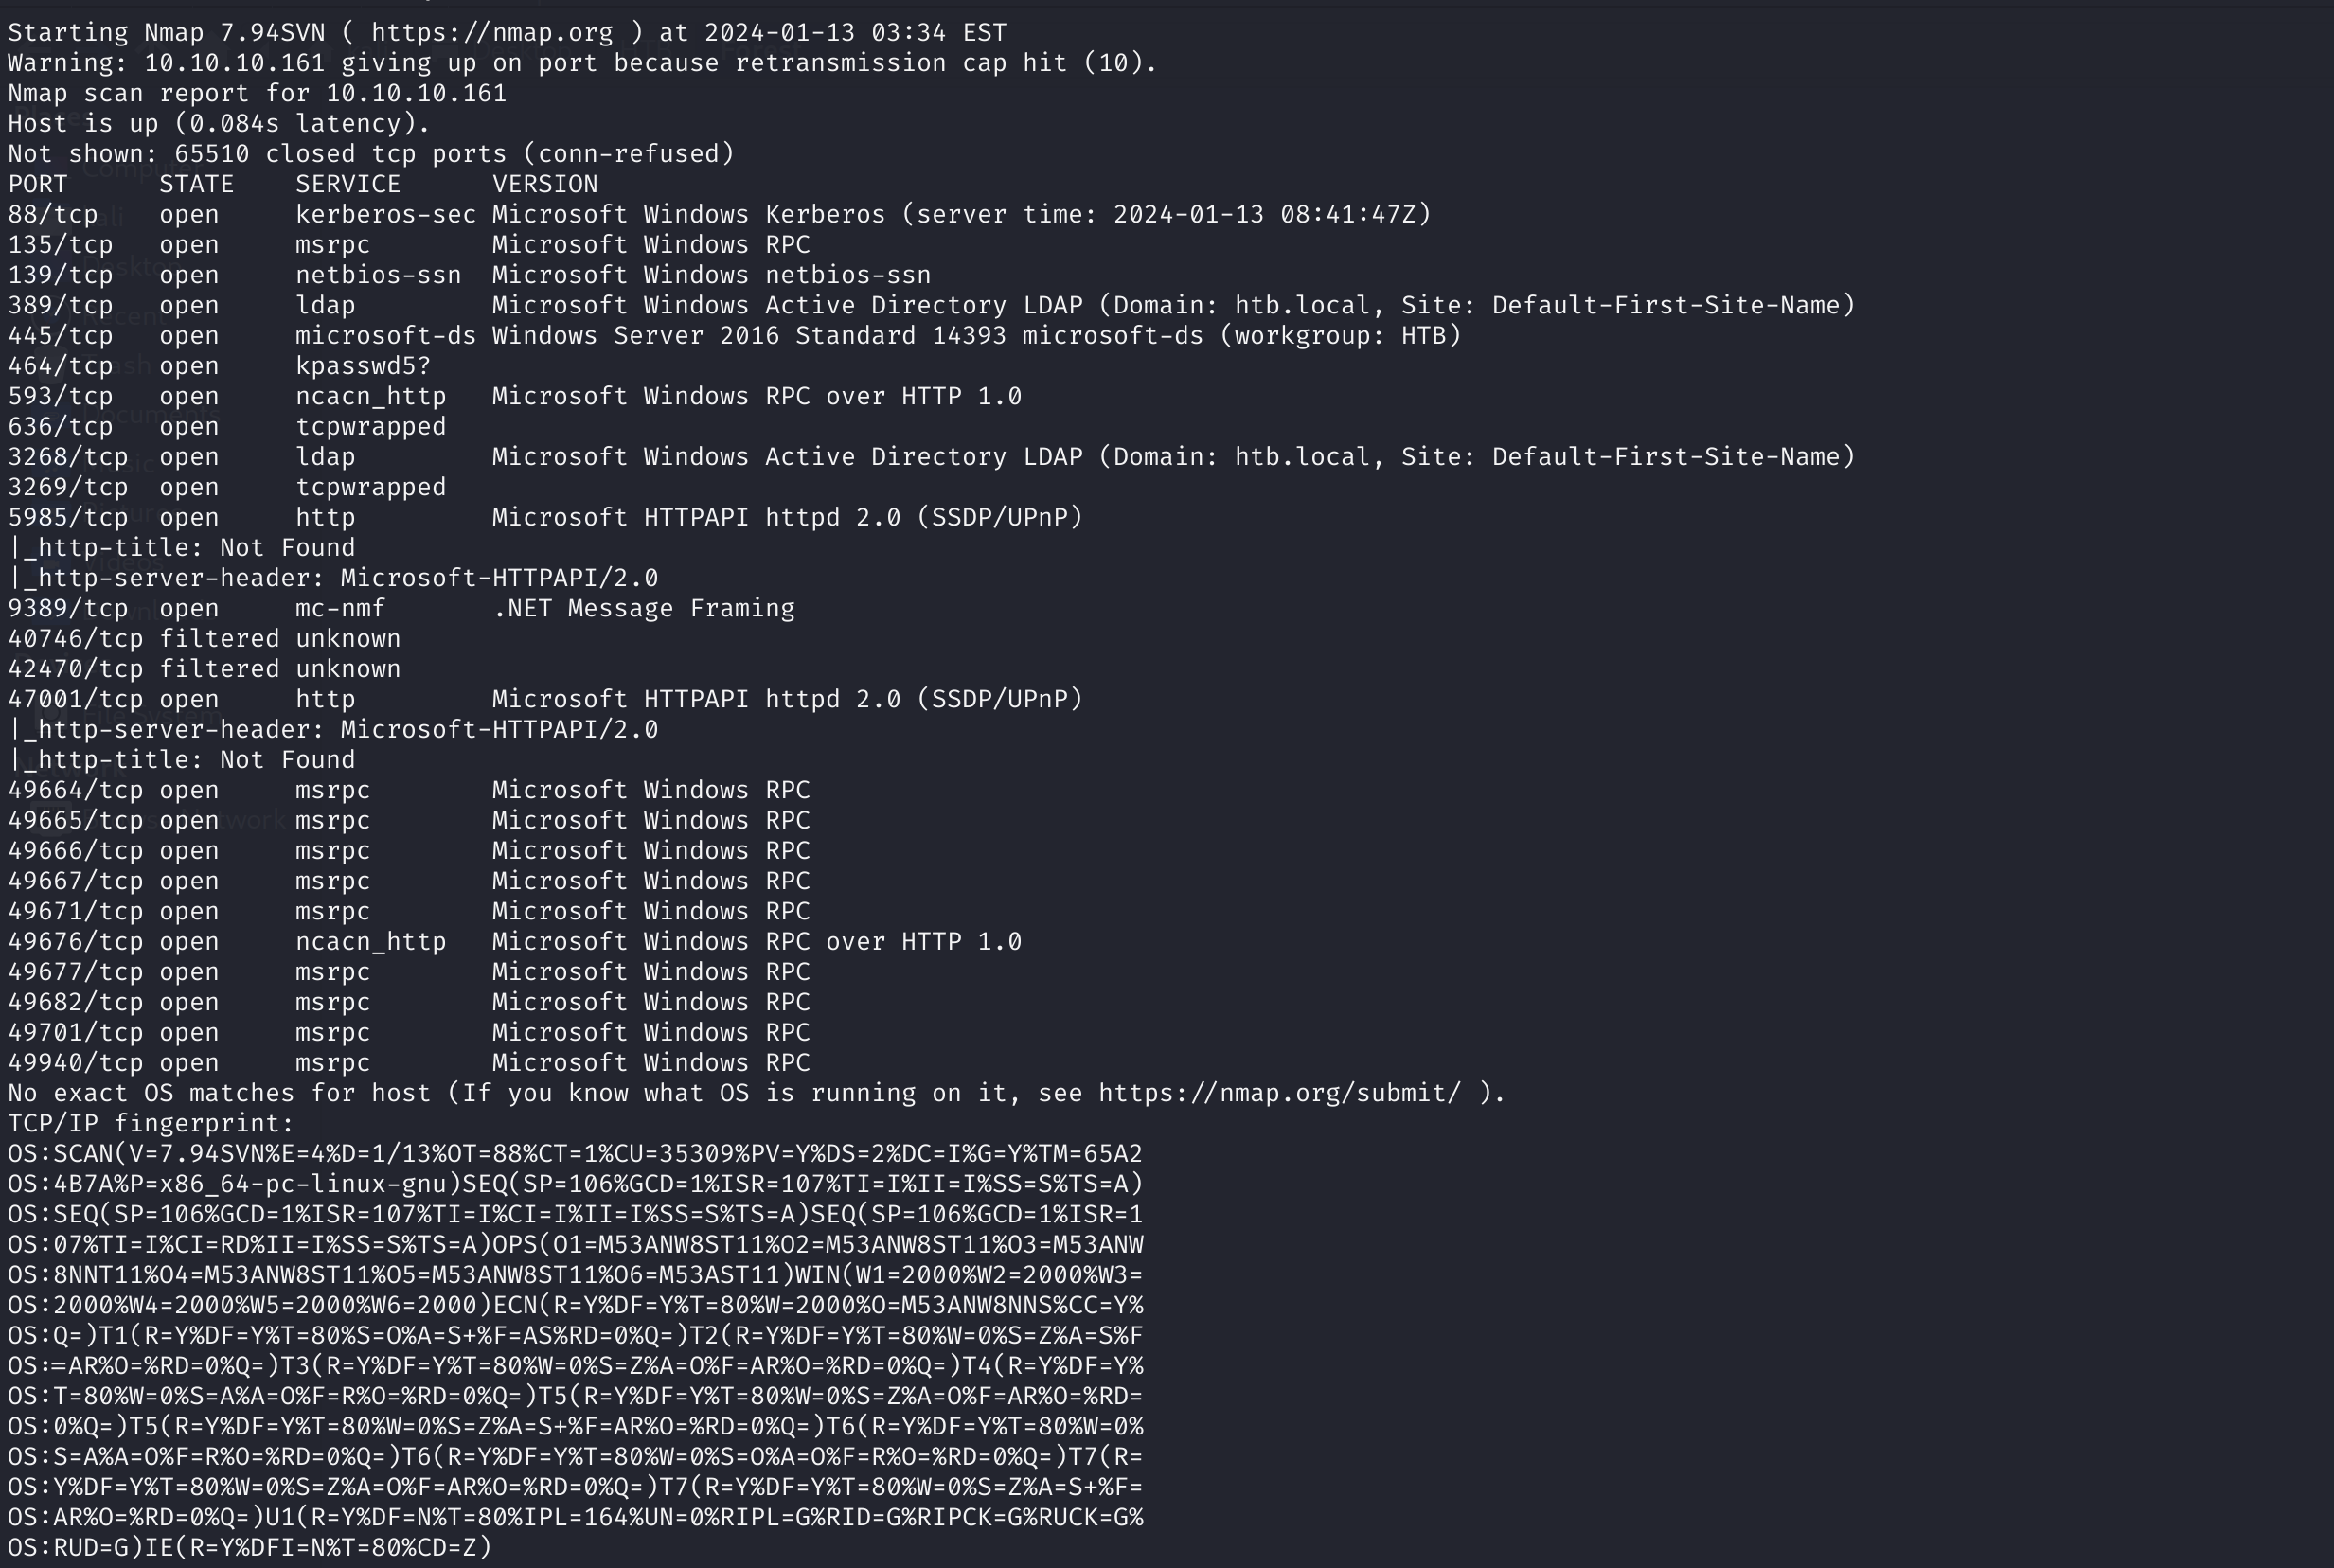 Starting Nmap 7.94SVN ( https://nmap.org ) at 2024-01-13 03:34 EST
Warning: 10.10.10.161 giving up on port because retransmission cap hit (10).
Nmap scan report for 10.10.10.161
Host is up (0.084s latency).
Not shown: 65510 closed tcp ports (conn-refused)
PORT      STATE    SERVICE      VERSION
88/tcp    open     kerberos-sec Microsoft Windows Kerberos (server time: 2024-01-13 08:41:47Z)
135/tcp   open     msrpc        Microsoft Windows RPC
139/tcp   open     netbios-ssn  Microsoft Windows netbios-ssn
389/tcp   open     ldap         Microsoft Windows Active Directory LDAP (Domain: htb.local, Site: Default-First-Site-Name)
445/tcp   open     microsoft-ds Windows Server 2016 Standard 14393 microsoft-ds (workgroup: HTB)
464/tcp   open     kpasswd5?
593/tcp   open     ncacn_http   Microsoft Windows RPC over HTTP 1.0
636/tcp   open     tcpwrapped
3268/tcp  open     ldap         Microsoft Windows Active Directory LDAP (Domain: htb.local, Site: Default-First-Site-Name)
3269/tcp  open     tcpwrapped
5985/tcp  open     http         Microsoft HTTPAPI httpd 2.0 (SSDP/UPnP)
|_http-title: Not Found
|_http-server-header: Microsoft-HTTPAPI/2.0
9389/tcp  open     mc-nmf       .NET Message Framing
40746/tcp filtered unknown
42470/tcp filtered unknown
47001/tcp open     http         Microsoft HTTPAPI httpd 2.0 (SSDP/UPnP)
|_http-server-header: Microsoft-HTTPAPI/2.0
|_http-title: Not Found
49664/tcp open     msrpc        Microsoft Windows RPC
49665/tcp open     msrpc        Microsoft Windows RPC
49666/tcp open     msrpc        Microsoft Windows RPC
49667/tcp open     msrpc        Microsoft Windows RPC
49671/tcp open     msrpc        Microsoft Windows RPC
49676/tcp open     ncacn_http   Microsoft Windows RPC over HTTP 1.0
49677/tcp open     msrpc        Microsoft Windows RPC
49682/tcp open     msrpc        Microsoft Windows RPC
49701/tcp open     msrpc        Microsoft Windows RPC
49940/tcp open     msrpc        Microsoft Windows RPC
No exact OS matches for host (If you know what OS is running on it, see https://nmap.org/submit/ ).
TCP/IP fingerprint:
OS:SCAN(V=7.94SVN%E=4%D=1/13%OT=88%CT=1%CU=35309%PV=Y%DS=2%DC=I%G=Y%TM=65A2
OS:4B7A%P=x86_64-pc-linux-gnu)SEQ(SP=106%GCD=1%ISR=107%TI=I%II=I%SS=S%TS=A)
OS:SEQ(SP=106%GCD=1%ISR=107%TI=I%CI=I%II=I%SS=S%TS=A)SEQ(SP=106%GCD=1%ISR=1
OS:07%TI=I%CI=RD%II=I%SS=S%TS=A)OPS(O1=M53ANW8ST11%O2=M53ANW8ST11%O3=M53ANW
OS:8NNT11%O4=M53ANW8ST11%O5=M53ANW8ST11%O6=M53AST11)WIN(W1=2000%W2=2000%W3=
OS:2000%W4=2000%W5=2000%W6=2000)ECN(R=Y%DF=Y%T=80%W=2000%O=M53ANW8NNS%CC=Y%
OS:Q=)T1(R=Y%DF=Y%T=80%S=O%A=S+%F=AS%RD=0%Q=)T2(R=Y%DF=Y%T=80%W=0%S=Z%A=S%F
OS:=AR%O=%RD=0%Q=)T3(R=Y%DF=Y%T=80%W=0%S=Z%A=O%F=AR%O=%RD=0%Q=)T4(R=Y%DF=Y%
OS:T=80%W=0%S=A%A=O%F=R%O=%RD=0%Q=)T5(R=Y%DF=Y%T=80%W=0%S=Z%A=O%F=AR%O=%RD=
OS:0%Q=)T5(R=Y%DF=Y%T=80%W=0%S=Z%A=S+%F=AR%O=%RD=0%Q=)T6(R=Y%DF=Y%T=80%W=0%
OS:S=A%A=O%F=R%O=%RD=0%Q=)T6(R=Y%DF=Y%T=80%W=0%S=O%A=O%F=R%O=%RD=0%Q=)T7(R=
OS:Y%DF=Y%T=80%W=0%S=Z%A=O%F=AR%O=%RD=0%Q=)T7(R=Y%DF=Y%T=80%W=0%S=Z%A=S+%F=
OS:AR%O=%RD=0%Q=)U1(R=Y%DF=N%T=80%IPL=164%UN=0%RIPL=G%RID=G%RIPCK=G%RUCK=G%
OS:RUD=G)IE(R=Y%DFI=N%T=80%CD=Z)